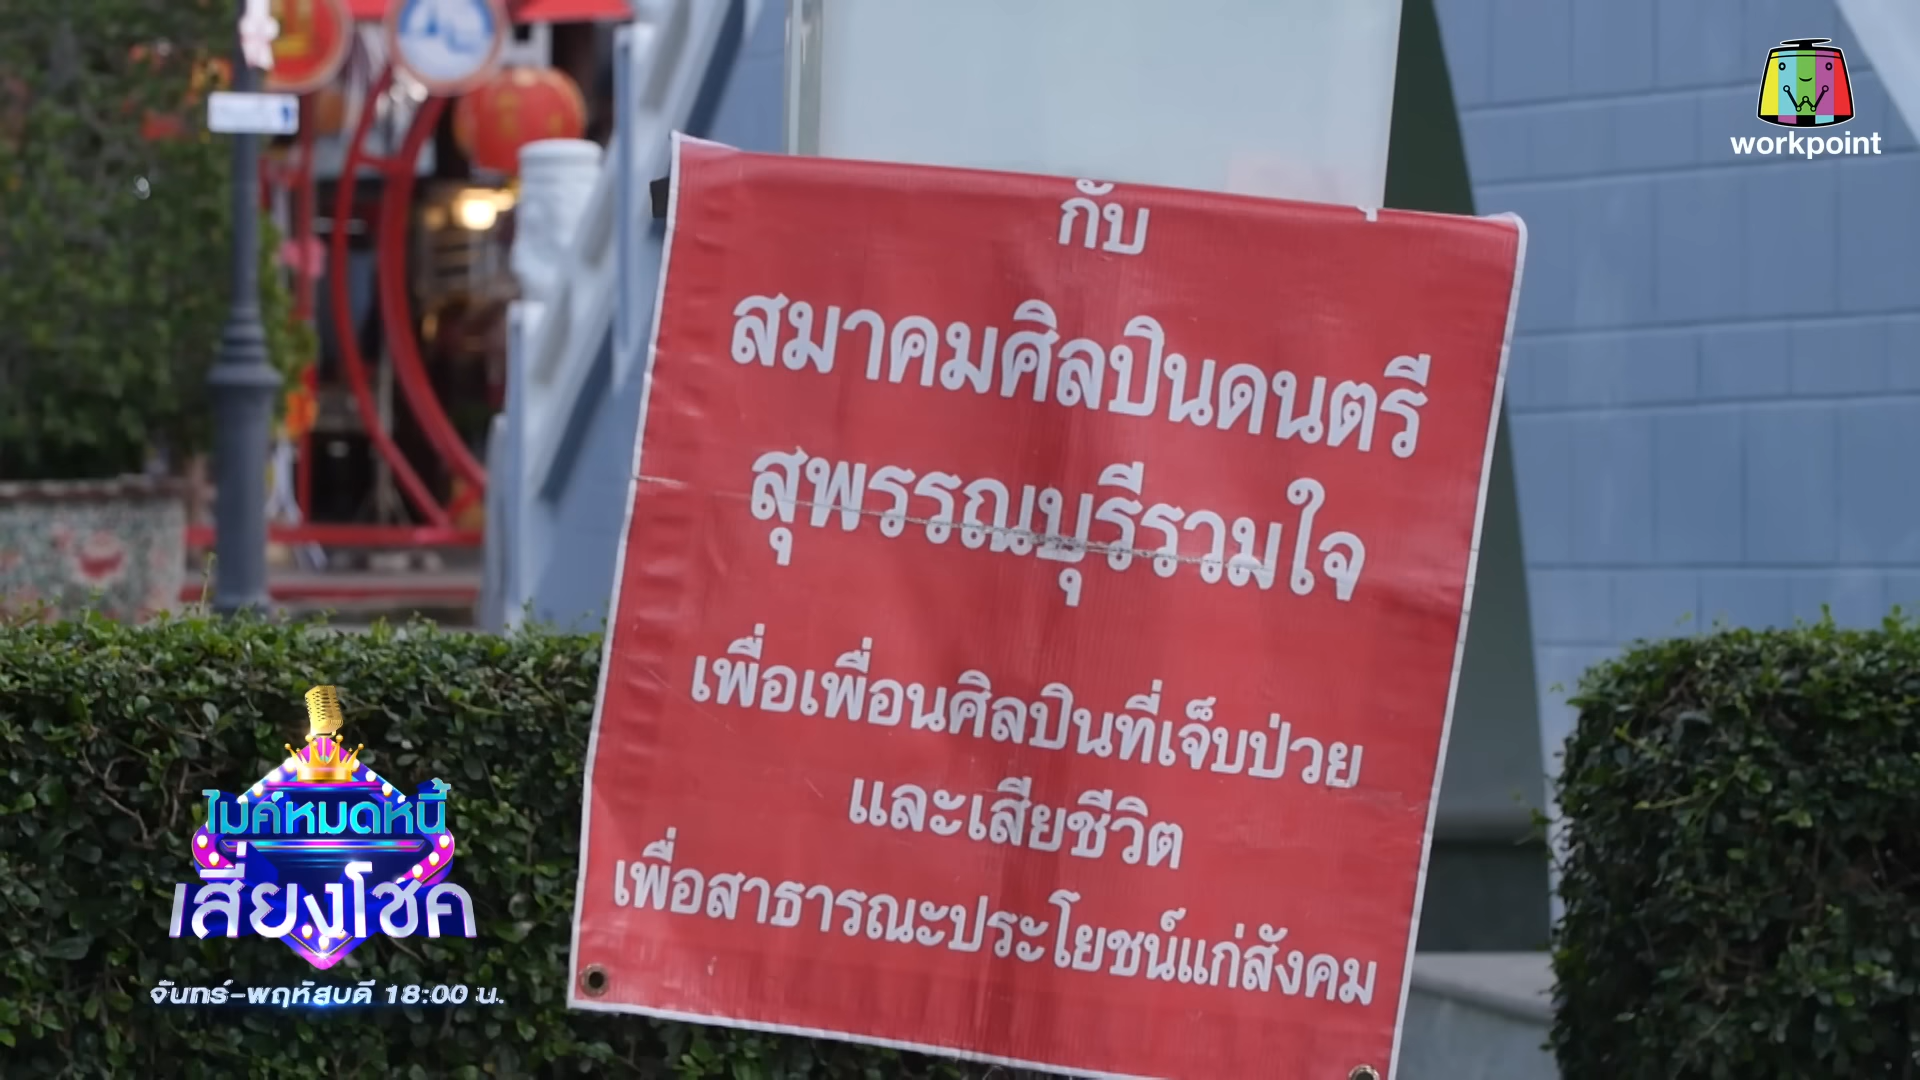 workpoint
กับ
สมาคมศิลปินดนตรี
สุพรรณบุรีรวมใจ
เพื่อเพื่อนศิลปินที่เจ็บป่วย
และเสียชีวิต
เพื่อสาธารณะประโยชน์แก่สังคม
ไมค์หมดหนี้
เสี่ยงโชค
จันทร์-พฤหัสบดี 18:00 น.